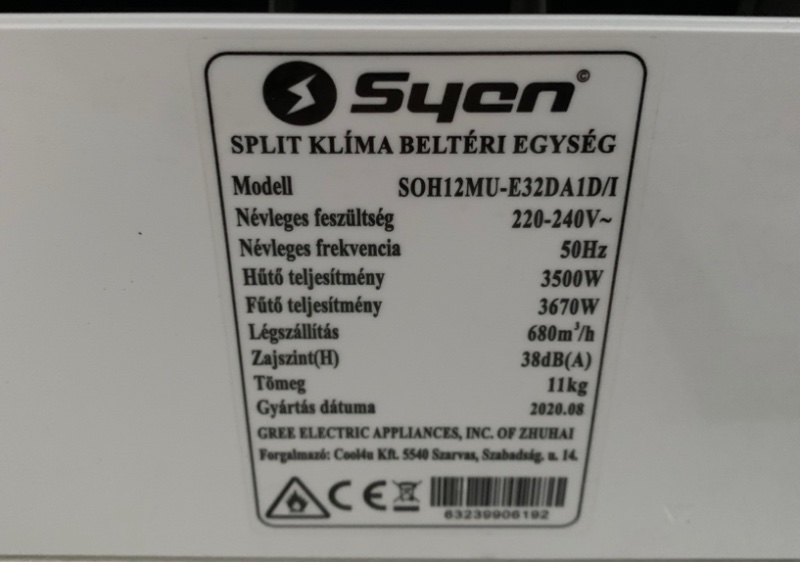 Syen©
SPLIT KLÍMA BELTÉRI EGYSÉG
Modell SOH12MU-E32DA1D/I
Névleges feszültség 220-240V~
Névleges frekvencia 50Hz
Hűtő teljesítmény 3500W
Fűtő teljesítmény 3670W
Légszállítás 680m³/h
Zajszint(H) 38dB(A)
Tömeg 11kg
Gyártás dátuma 2020.08
GREE ELECTRIC APPLIANCES, INC. OF ZHUHAI
Forgalmazó: Cool4u Kft. 5540 Szarvas, Szabadság. u. 14.
CE
63239906192